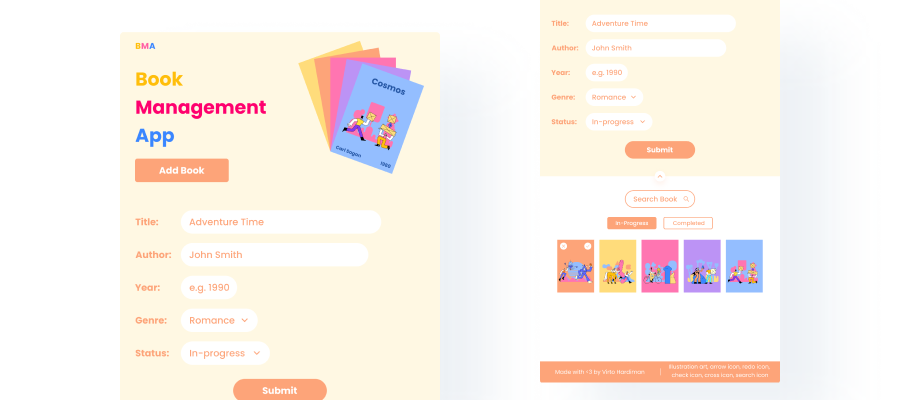 BMA
Book
Management
App
Add Book
Cosmos
Carl Sagan
1980
Title: Adventure Time
Author: John Smith
Year: e.g. 1990
Genre: Romance
Status: In-progress
Submit
Title: Adventure Time
Author: John Smith
Year: e.g. 1980
Genre: Romance
Status: In-progress
Submit
Search Book
In-Progress
Completed
Made with <3 by Vito Nordiman
Illustration art, arrow icon, redo icon,
check icon, cross icon, search icon